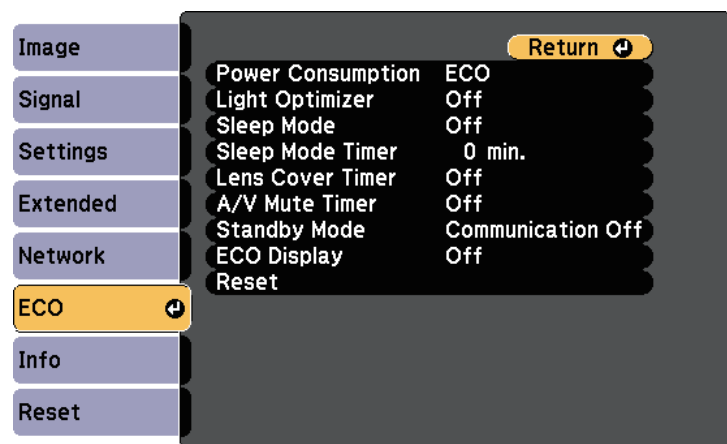 Image
Signal
Settings
Extended
Network
ECO
Info
Reset
Return
Power Consumption ECO
Light Optimizer Off
Sleep Mode Off
Sleep Mode Timer 0 min.
Lens Cover Timer Off
A/V Mute Timer Off
Standby Mode Communication Off
ECO Display Off
Reset